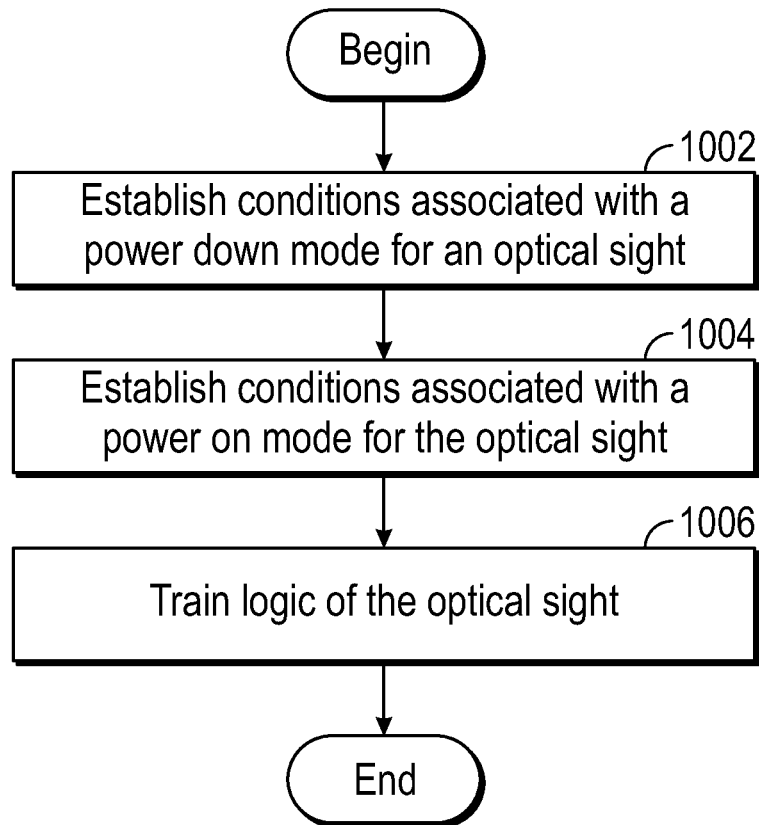 Begin
1002
Establish conditions associated with a
power down mode for an optical sight
1004
Establish conditions associated with a
power on mode for the optical sight
1006
Train logic of the optical sight
End